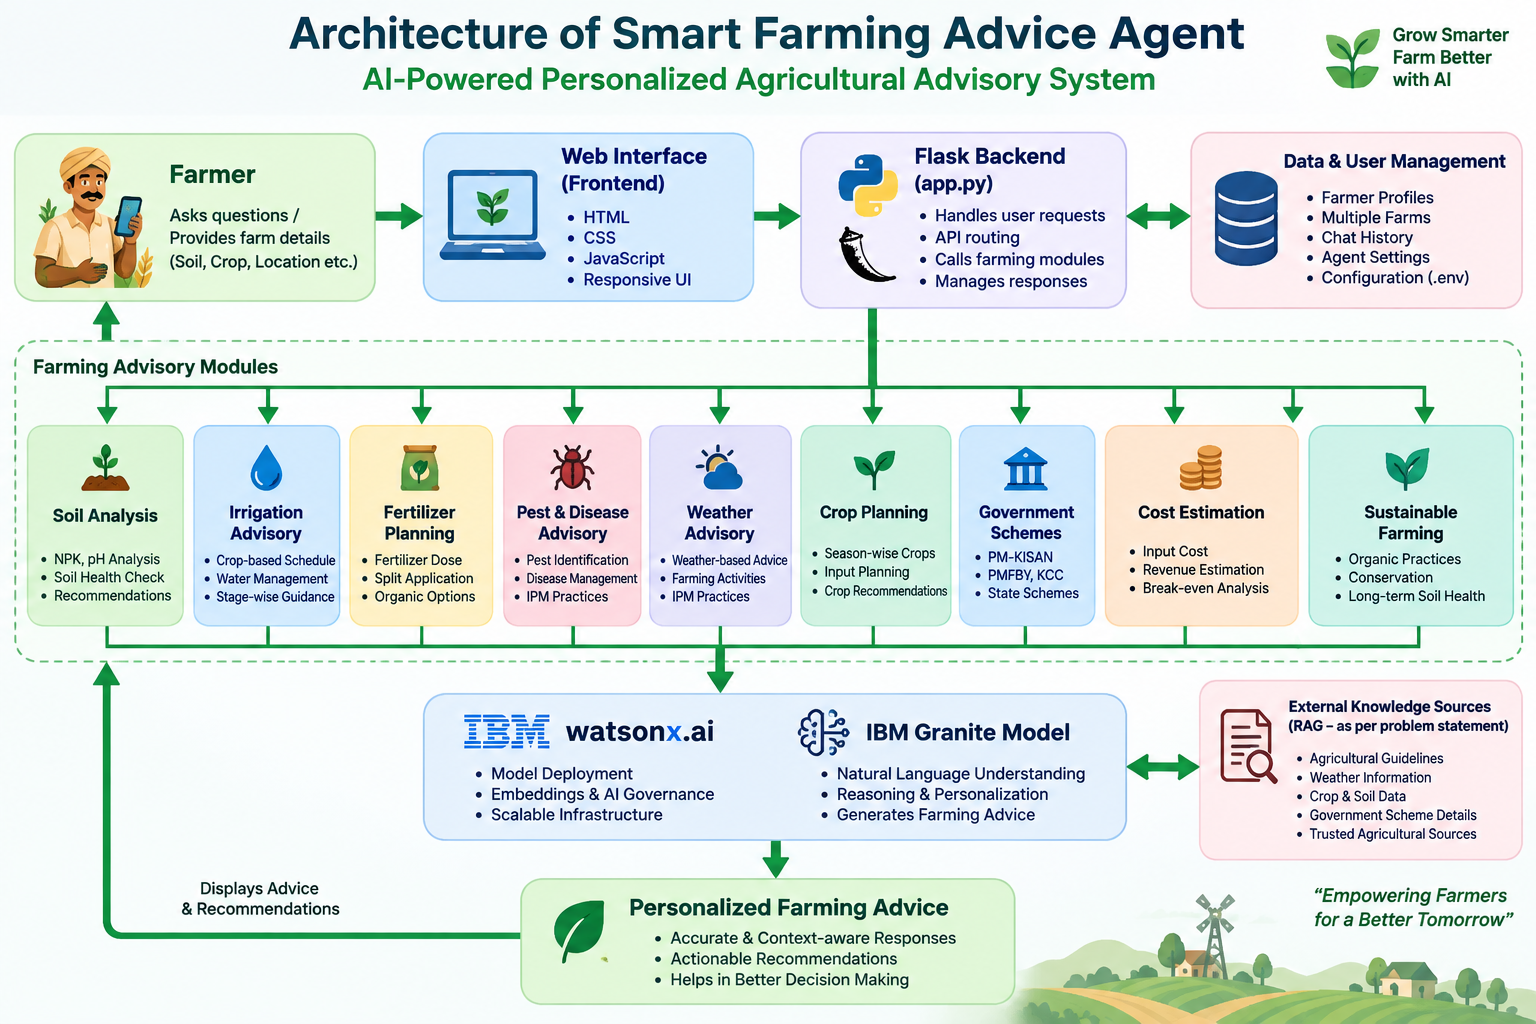 Architecture of Smart Farming Advice Agent
AI-Powered Personalized Agricultural Advisory System
Grow Smarter
Farm Better
with AI
Farmer
Asks questions /
Provides farm details
(Soil, Crop, Location etc.)
Web Interface
(Frontend)
• HTML
• CSS
• JavaScript
• Responsive UI
Flask Backend
(app.py)
• Handles user requests
• API routing
• Calls farming modules
• Manages responses
Data & User Management
• Farmer Profiles
• Multiple Farms
• Chat History
• Agent Settings
• Configuration (.env)
Farming Advisory Modules
Soil Analysis
• NPK, pH Analysis
• Soil Health Check
• Recommendations
Irrigation
Advisory
• Crop-based Schedule
• Water Management
• Stage-wise Guidance
Fertilizer
Planning
• Fertilizer Dose
• Split Application
• Organic Options
Pest & Disease
Advisory
• Pest Identification
• Disease Management
• IPM Practices
Weather
Advisory
• Weather-based Advice
• Farming Activities
• IPM Practices
Crop Planning
• Season-wise Crops
• Input Planning
• Crop Recommendations
Government
Schemes
• PM-KISAN
• PMFBY, KCC
• State Schemes
Cost Estimation
• Input Cost
• Revenue Estimation
• Break-even Analysis
Sustainable
Farming
• Organic Practices
• Conservation
• Long-term Soil Health
IBM watsonx.ai
• Model Deployment
• Embeddings & AI Governance
• Scalable Infrastructure
IBM Granite Model
• Natural Language Understanding
• Reasoning & Personalization
• Generates Farming Advice
External Knowledge Sources
(RAG – as per problem statement)
• Agricultural Guidelines
• Weather Information
• Crop & Soil Data
• Government Scheme Details
• Trusted Agricultural Sources
Displays Advice
& Recommendations
Personalized Farming Advice
• Accurate & Context-aware Responses
• Actionable Recommendations
• Helps in Better Decision Making
“Empowering Farmers
for a Better Tomorrow”